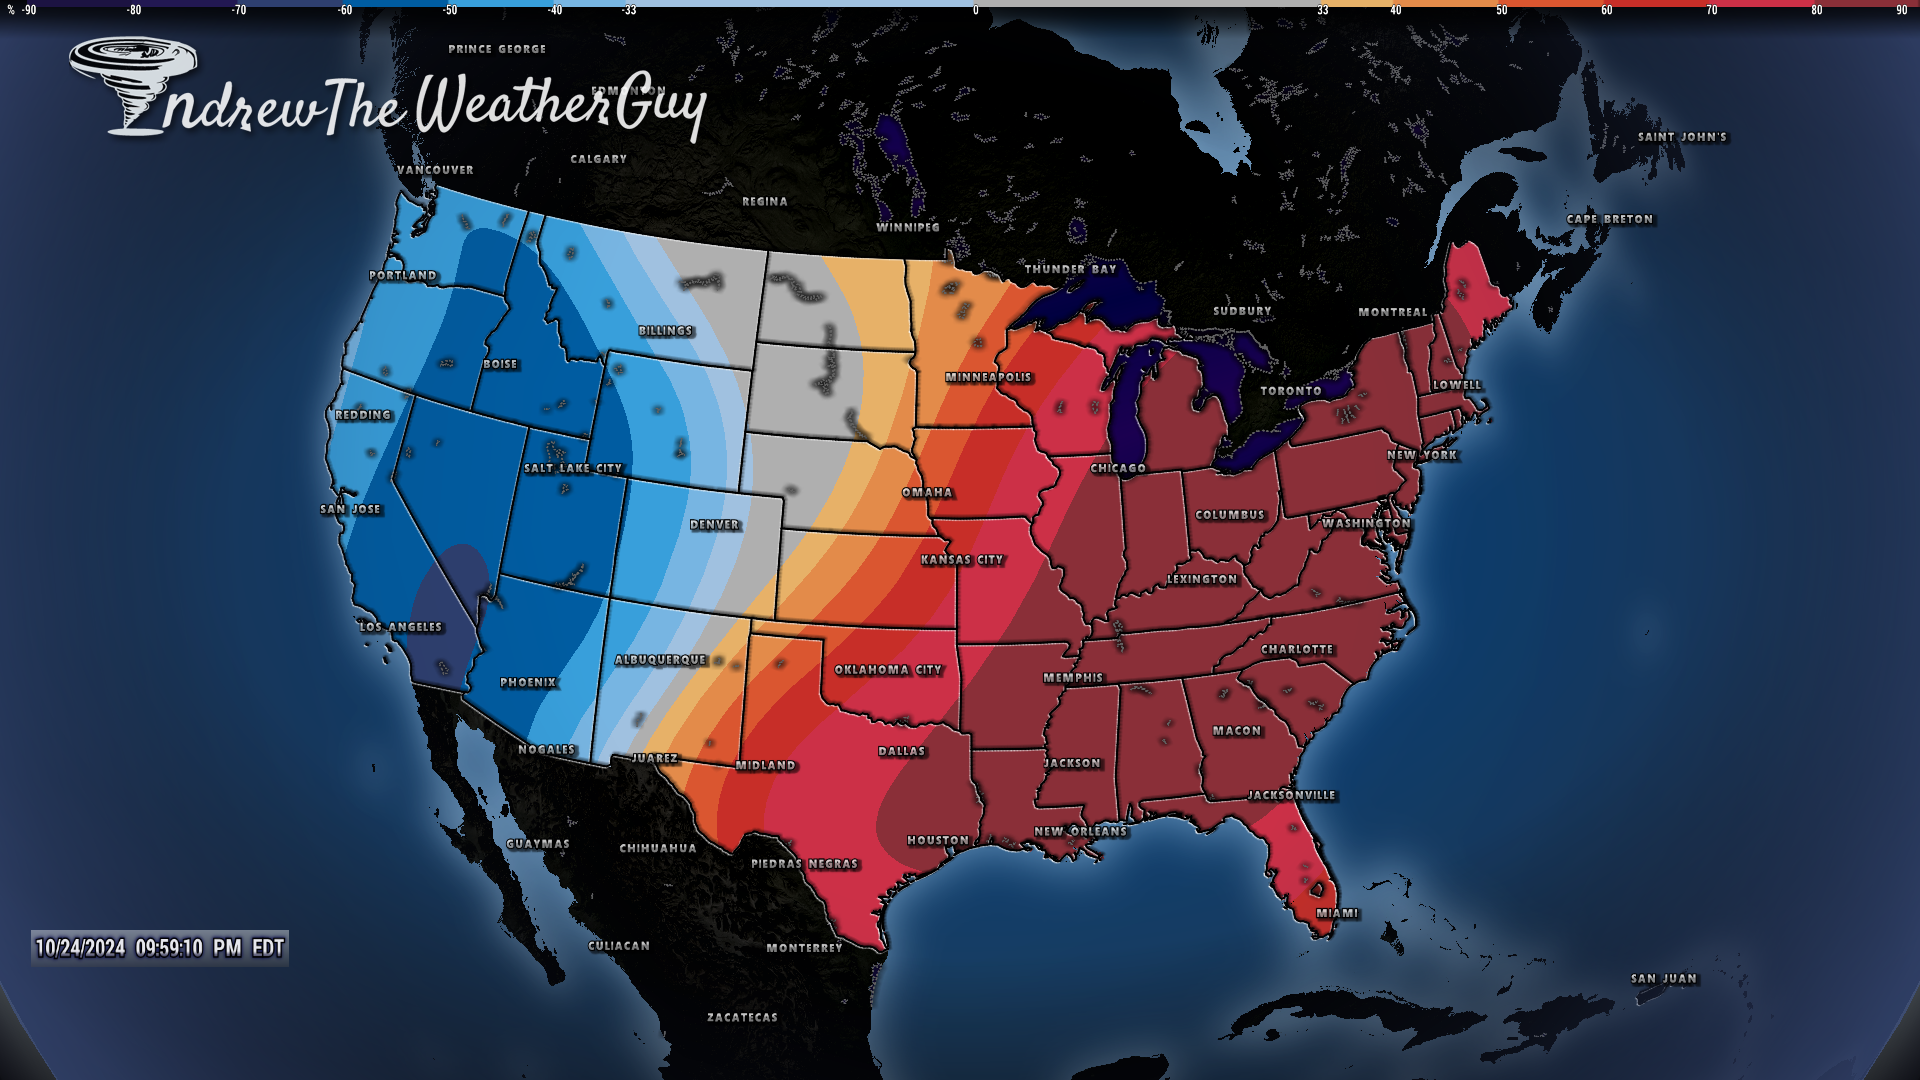 % -90 -80 -70 -60 -50 -40 -33 0 33 40 50 60 70 80 90
PRINCE GEORGE
ndrewTheWeatherGuy
EDMONTON
SAINT JOHN'S
CALGARY
VANCOUVER
REGINA
CAPE BRETON
WINNIPEG
THUNDER BAY
PORTLAND
SUDBURY
MONTREAL
BILLINGS
BOISE
MINNEAPOLIS
LOWELL
TORONTO
REDDING
NEW YORK
SALT LAKE CITY
CHICAGO
OMAHA
SAN JOSE
COLUMBUS
DENVER
WASHINGTON
KANSAS CITY
LEXINGTON
LOS ANGELES
CHARLOTTE
ALBUQUERQUE
OKLAHOMA CITY
MEMPHIS
PHOENIX
MACON
NOGALES
DALLAS
JUAREZ
MIDLAND
JACKSON
JACKSONVILLE
NEW ORLEANS
HOUSTON
GUAYMAS
CHIHUAHUA
PIEDRAS NEGRAS
MIAMI
10/24/2024 09:59:10 PM EDT
CULIACAN
MONTERREY
SAN JUAN
ZACATECAS